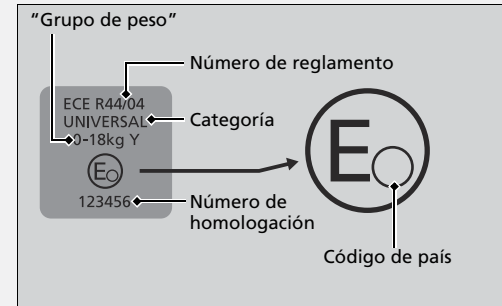 “Grupo de peso”
Número de reglamento
ECE R44/04
UNIVERSAL
Categoría
0-18kg Y
E
E
123456
Número de
homologación
Código de país